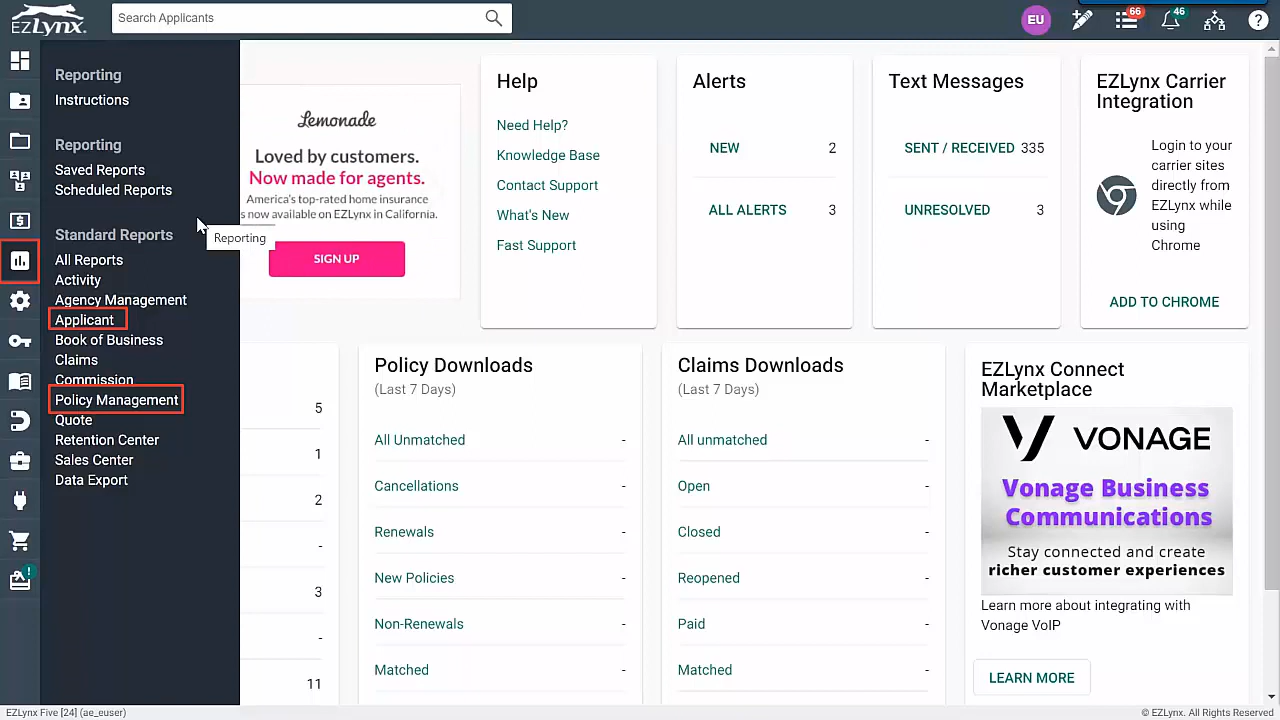 EZLynx.
Search Applicants
EU
66
46
?
Reporting
Instructions
Reporting
Saved Reports
Scheduled Reports
Standard Reports
All Reports
Activity
Agency Management
Applicant
Book of Business
Claims
Commission
Policy Management
Quote
Retention Center
Sales Center
Data Export
Reporting
!
Lemonade
Loved by customers.
Now made for agents.
America's top-rated home insurance
s now available on EZLynx in California.
SIGN UP
Help
Need Help?
Knowledge Base
Contact Support
What's New
Fast Support
Alerts
NEW 2
ALL ALERTS 3
Text Messages
SENT / RECEIVED 335
UNRESOLVED 3
EZLynx Carrier
Integration
Login to your
carrier sites
directly from
EZLynx while
using
Chrome
ADD TO CHROME
5
1
2
-
3
-
11
Policy Downloads
(Last 7 Days)
All Unmatched -
Cancellations -
Renewals -
New Policies -
Non-Renewals -
Matched -
Claims Downloads
(Last 7 Days)
All unmatched -
Open -
Closed -
Reopened -
Paid -
Matched -
EZLynx Connect
Marketplace
VONAGE
Vonage Business
Communications
Stay connected and create
richer customer experiences
Learn more about integrating with
Vonage VoIP
LEARN MORE
EZLynx Five [24] (ae_euser)
© EZLynx. All Rights Reserved